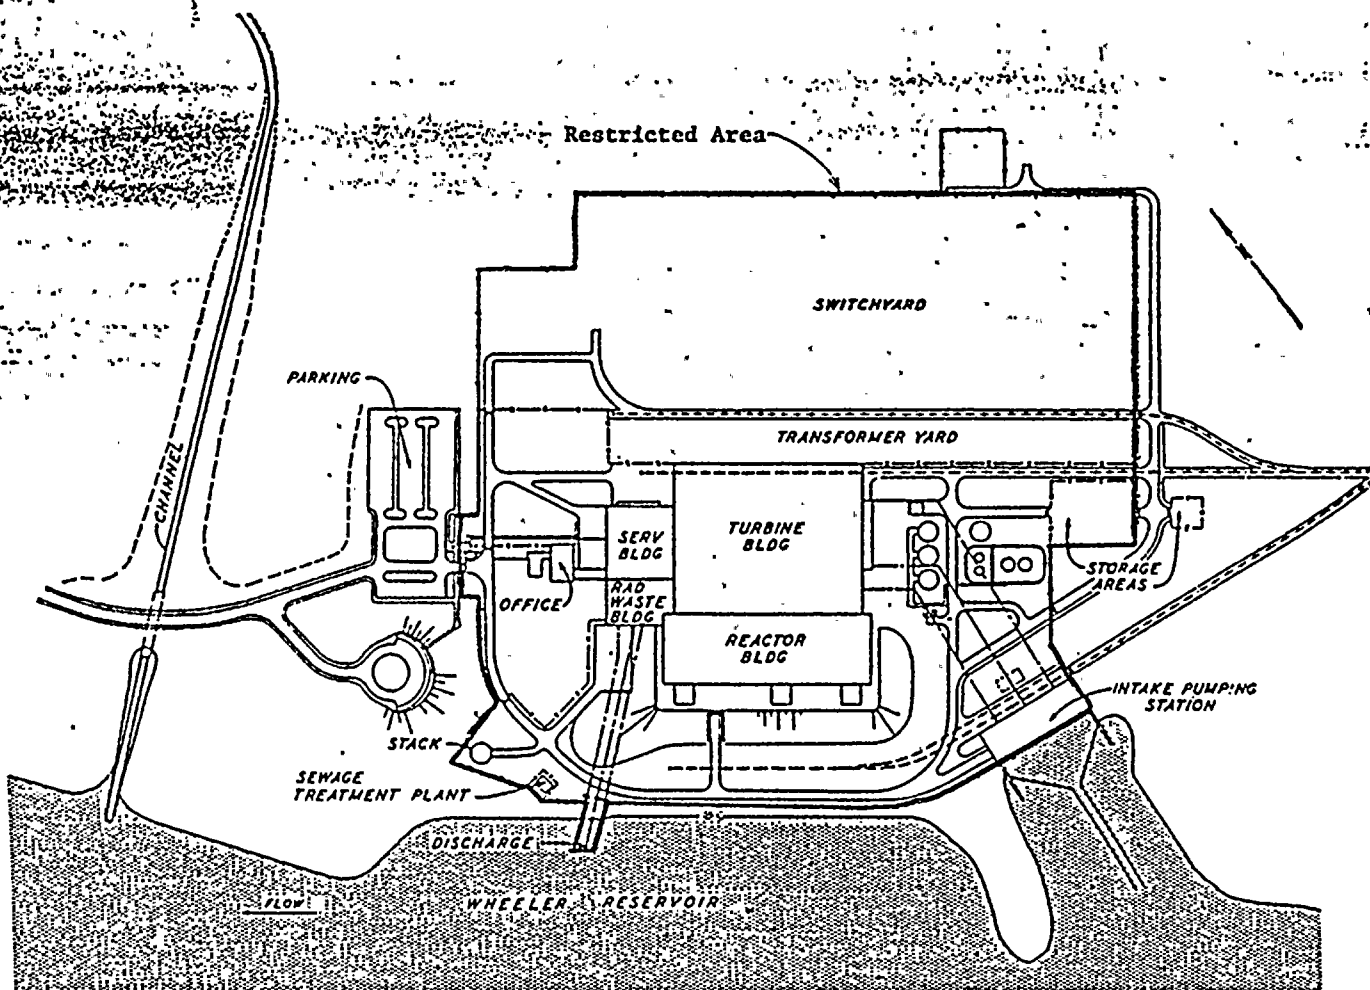 Restricted Area
SWITCHYARD
PARKING
TRANSFORMER YARD
CHANNEL
SERV
BLDG
TURBINE
BLDG
STORAGE
AREAS
OFFICE
RAD
WASTE
BLDG
REACTOR
BLDG
INTAKE PUMPING
STATION
STACK
SEWAGE
TREATMENT PLANT
DISCHARGE
FLOW
WHEELER RESERVOIR